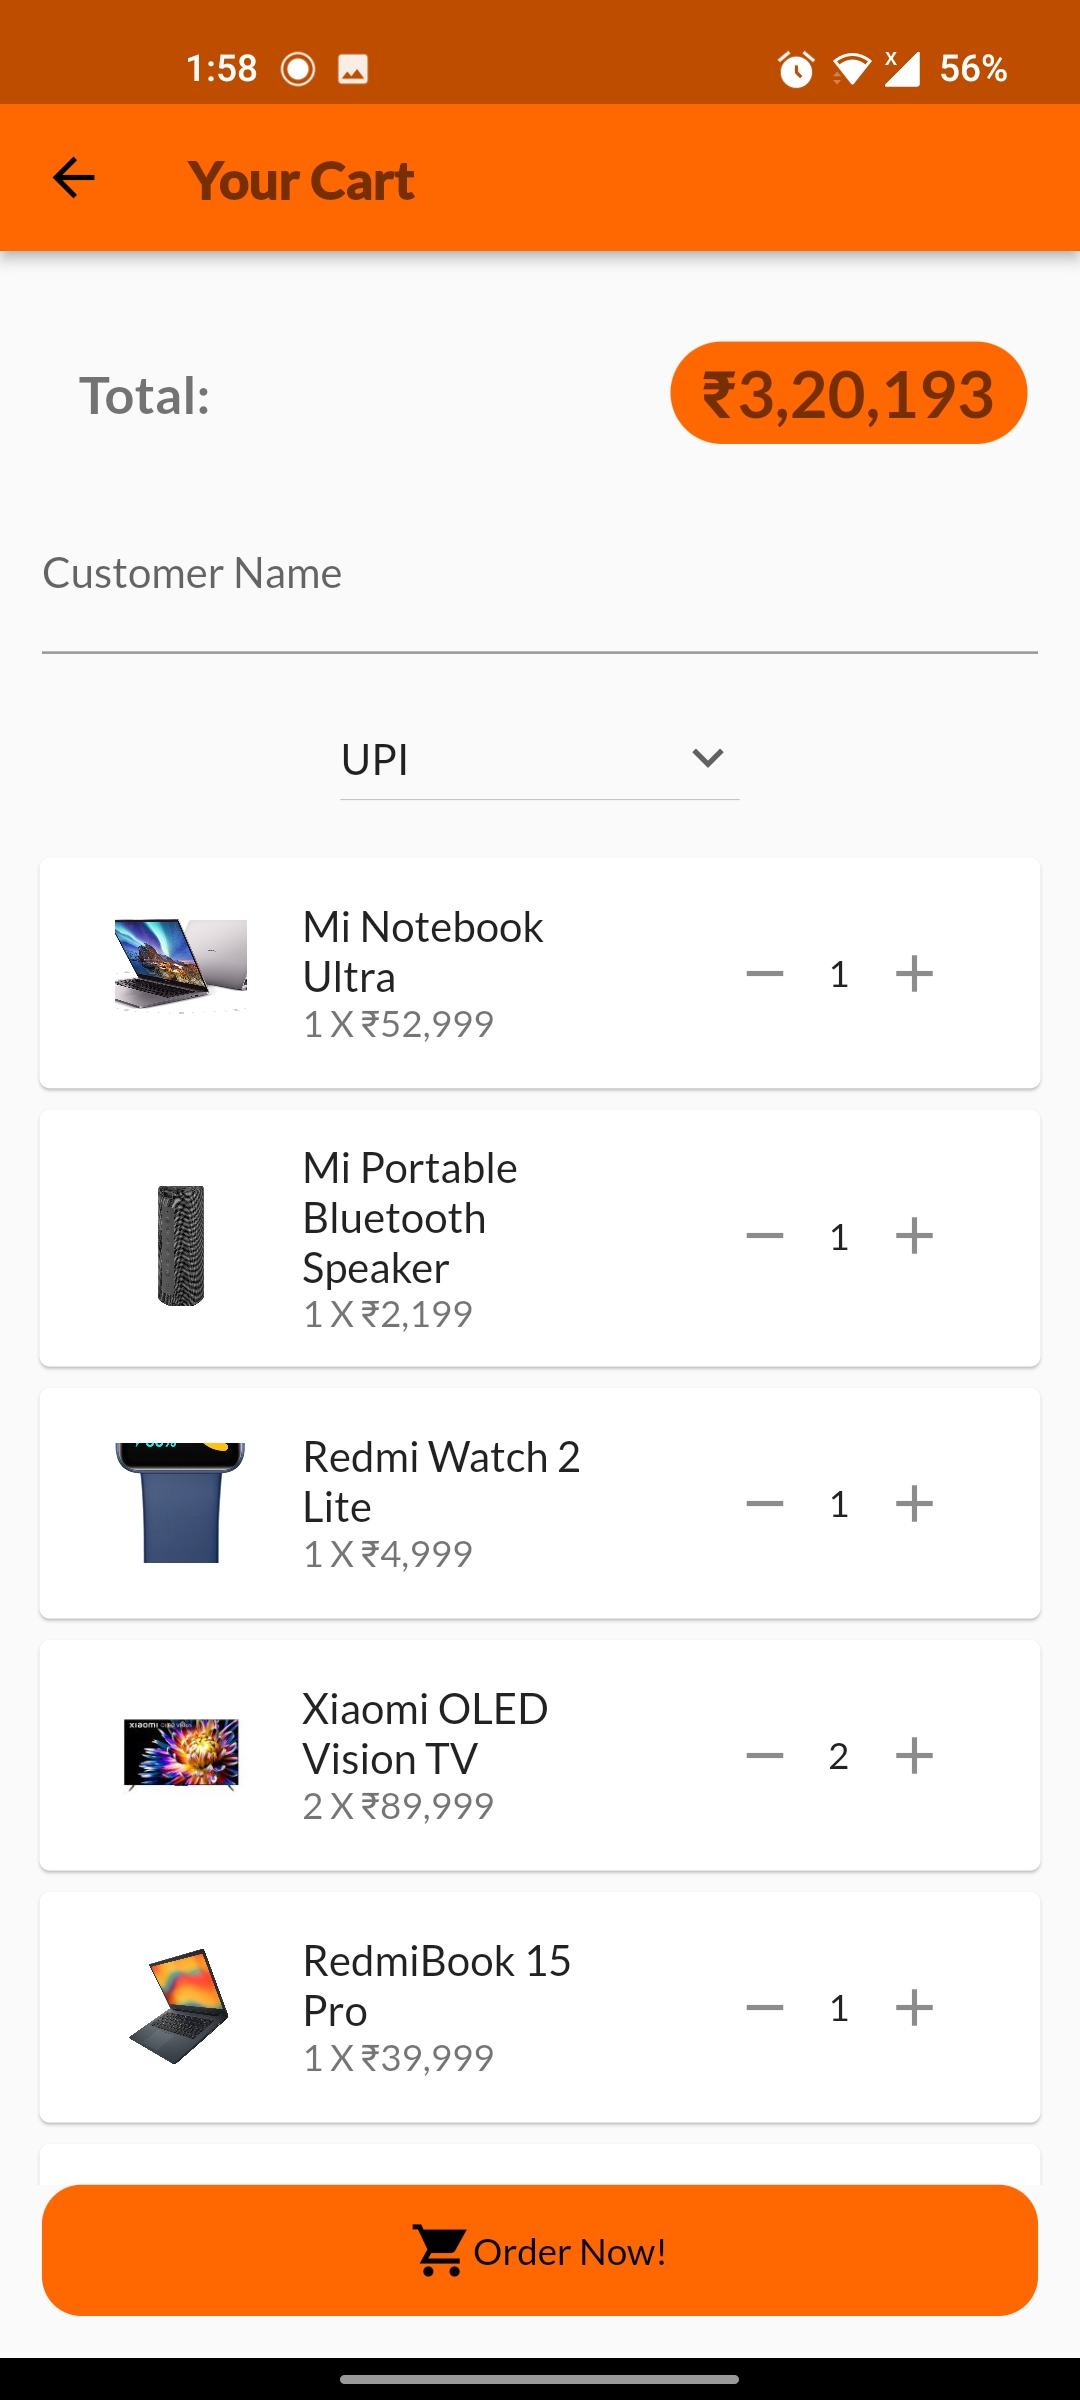 1:58
x
56%
Your Cart
Total:
₹3,20,193
Customer Name
UPI
Mi Notebook
Ultra
1 X ₹52,999
1
Mi Portable
Bluetooth
Speaker
1 X ₹2,199
1
Redmi Watch 2
Lite
1 X ₹4,999
1
xiaomi
Xiaomi OLED
Vision TV
2 X ₹89,999
2
RedmiBook 15
Pro
1 X ₹39,999
1
Order Now!